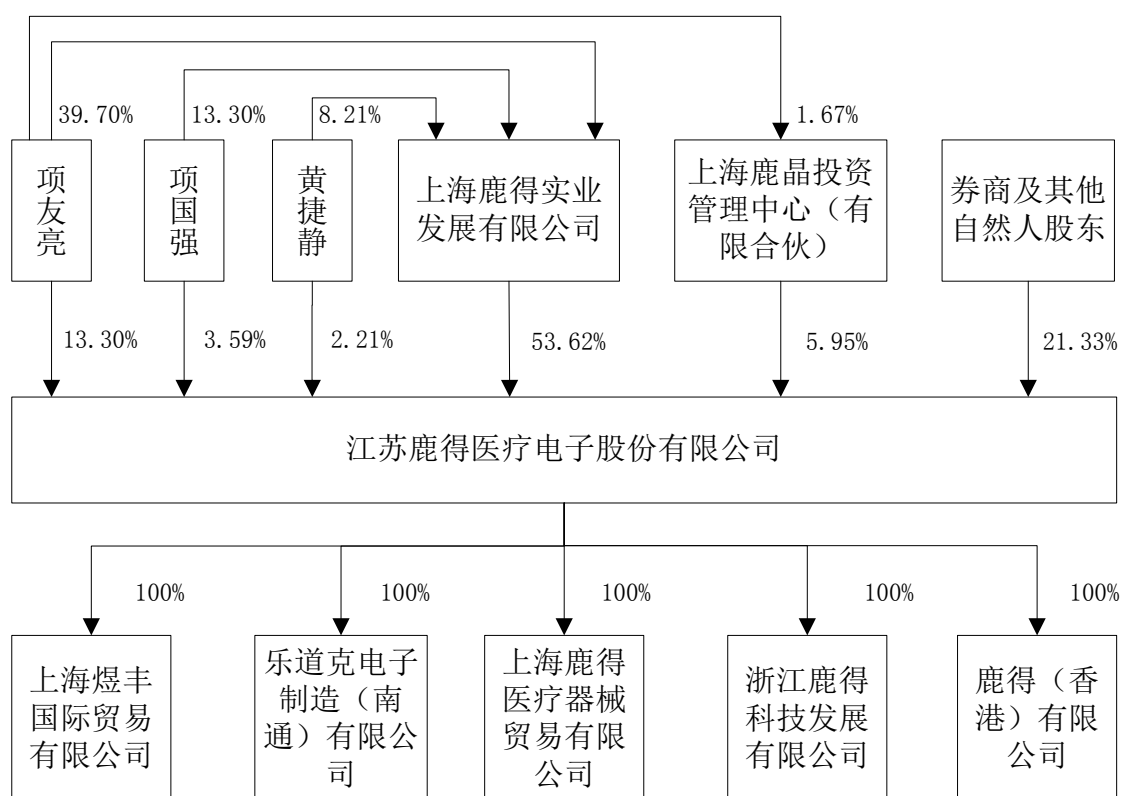 39.70%
13.30%
8.21%
1.67%
项友亮
项国强
黄捷静
上海鹿得实业
发展有限公司
上海鹿晶投资
管理中心（有
限合伙）
券商及其他
自然人股东
13.30%
3.59%
2.21%
53.62%
5.95%
21.33%
江苏鹿得医疗电子股份有限公司
100%
100%
100%
100%
100%
上海煜丰
国际贸易
有限公司
乐道克电子
制造（南
通）有限公
司
上海鹿得
医疗器械
贸易有限
公司
浙江鹿得
科技发展
有限公司
鹿得（香
港）有限
公司